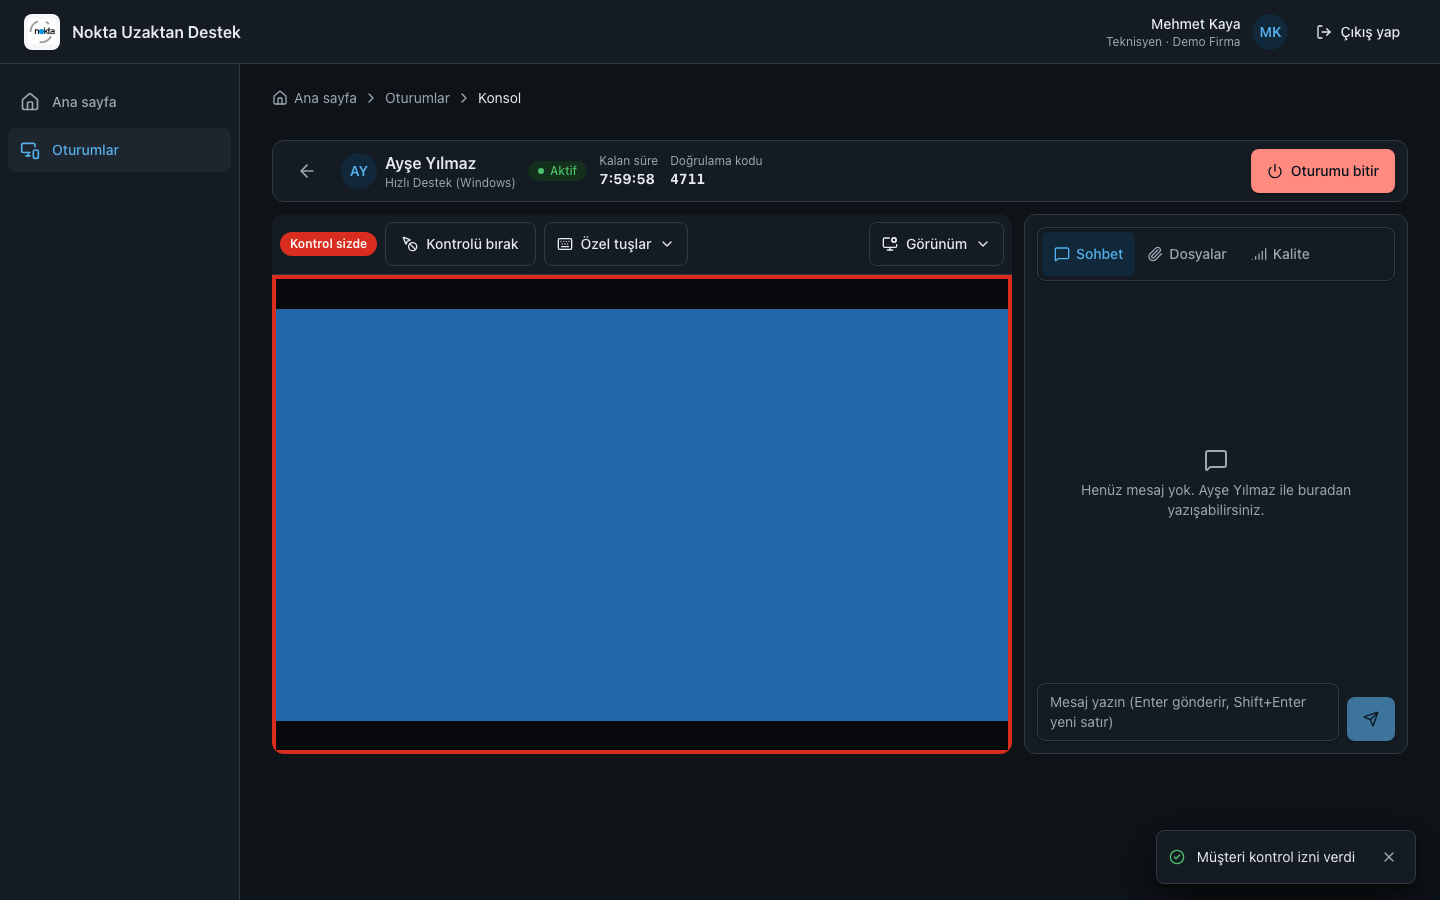 nokta
Nokta Uzaktan Destek
Mehmet Kaya
Teknisyen · Demo Firma
MK
Çıkış yap
Ana sayfa
Oturumlar
Ana sayfa > Oturumlar > Konsol
AY
Ayşe Yılmaz
Hızlı Destek (Windows)
Aktif
Kalan süre
7:59:58
Doğrulama kodu
4711
Oturumu bitir
Kontrol sizde
Kontrolü bırak
Özel tuşlar
Görünüm
Sohbet
Dosyalar
Kalite
Henüz mesaj yok. Ayşe Yılmaz ile buradan
yazışabilirsiniz.
Mesaj yazın (Enter gönderir, Shift+Enter
yeni satır)
Müşteri kontrol izni verdi